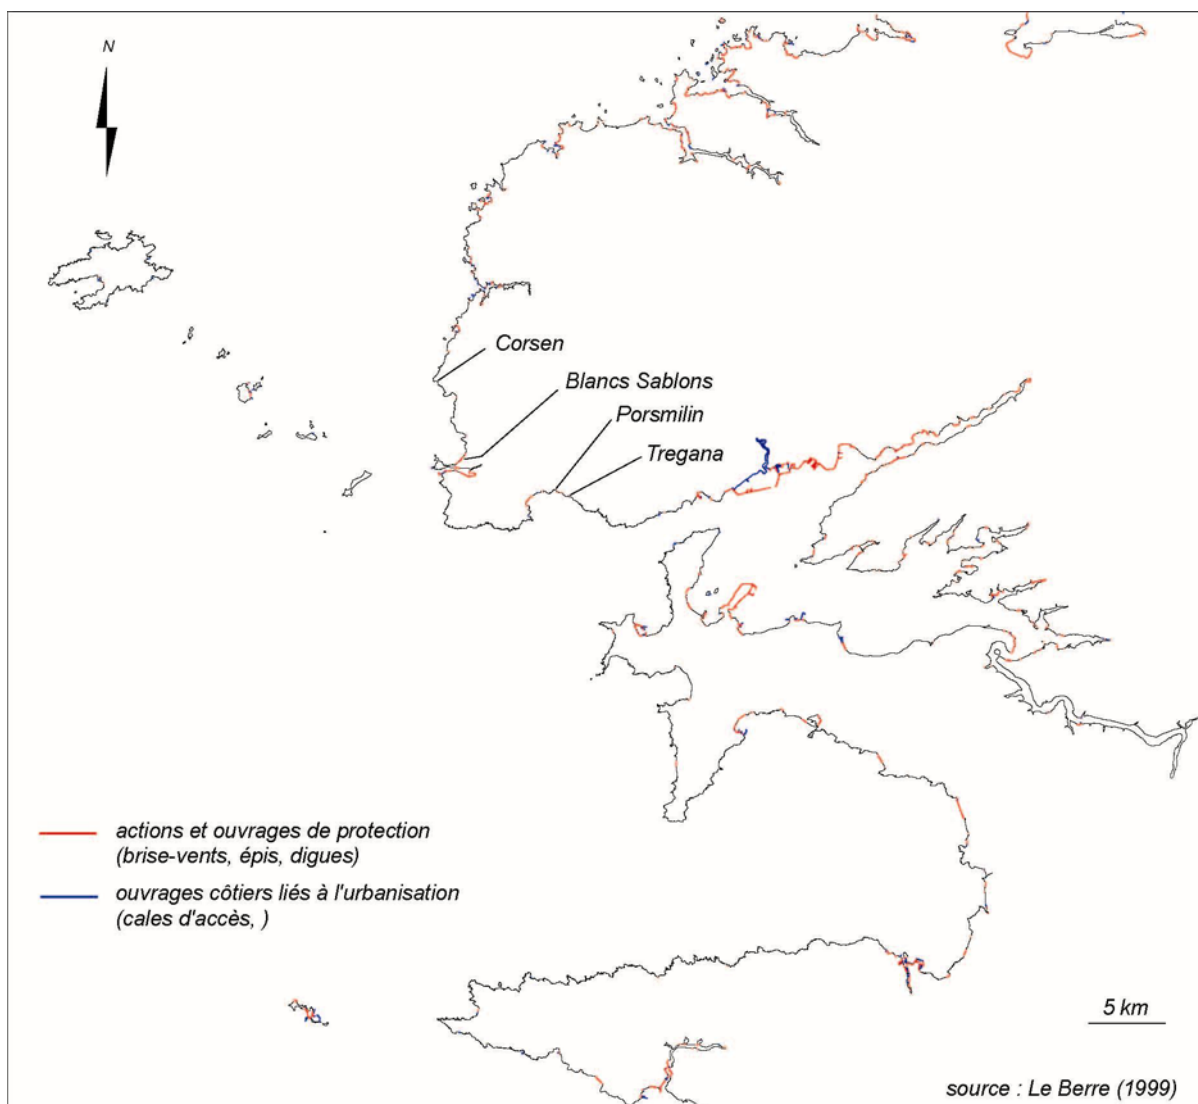 N
Corsen
Blancs Sablons
Porsmilin
Tregana
actions et ouvrages de protection
(brise-vents, épis, digues)
ouvrages côtiers liés à l'urbanisation
(cales d'accès, )
5 km
source : Le Berre (1999)